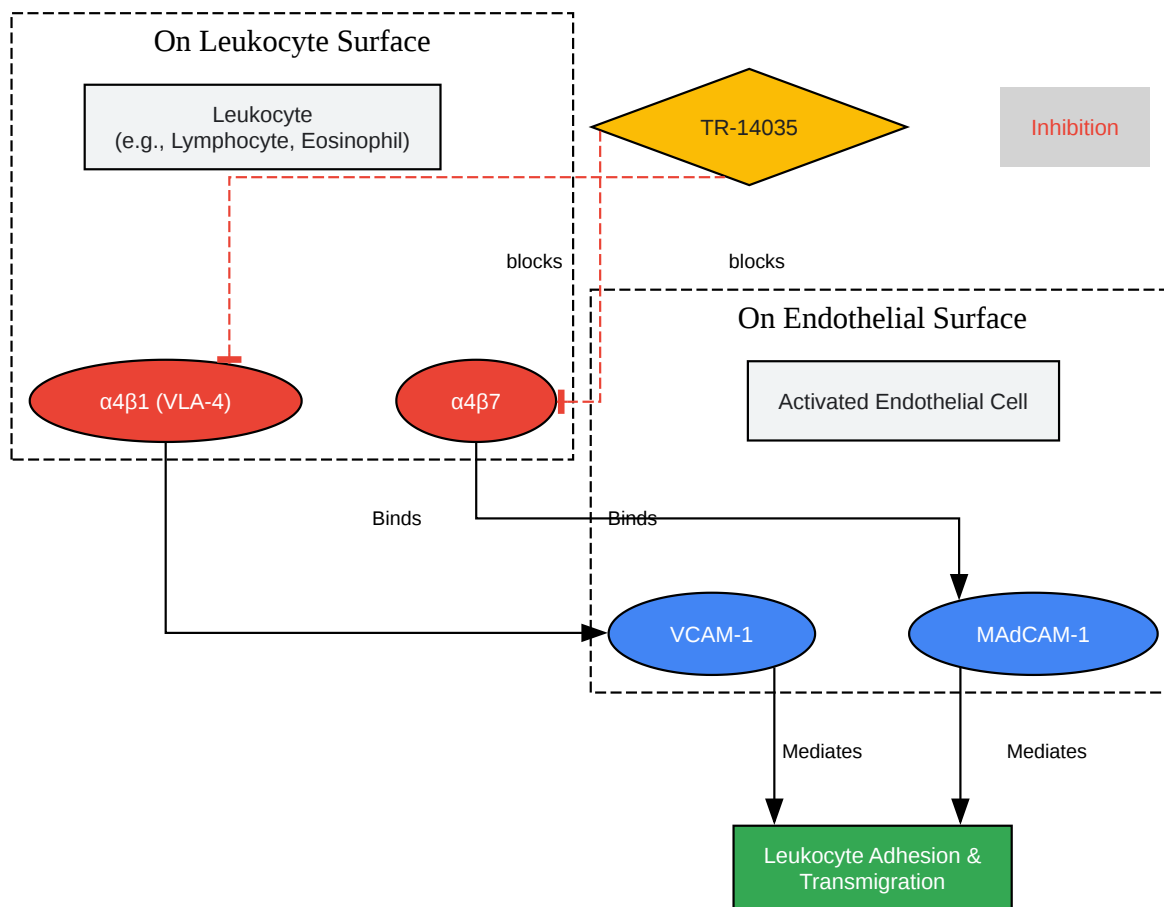 On Leukocyte Surface
Leukocyte
(e.g., Lymphocyte, Eosinophil)
TR-14035
Inhibition
blocks
blocks
On Endothelial Surface
α4β1 (VLA-4)
α4β7
Activated Endothelial Cell
Binds
Binds
VCAM-1
MAdCAM-1
Mediates
Mediates
Leukocyte Adhesion &
Transmigration